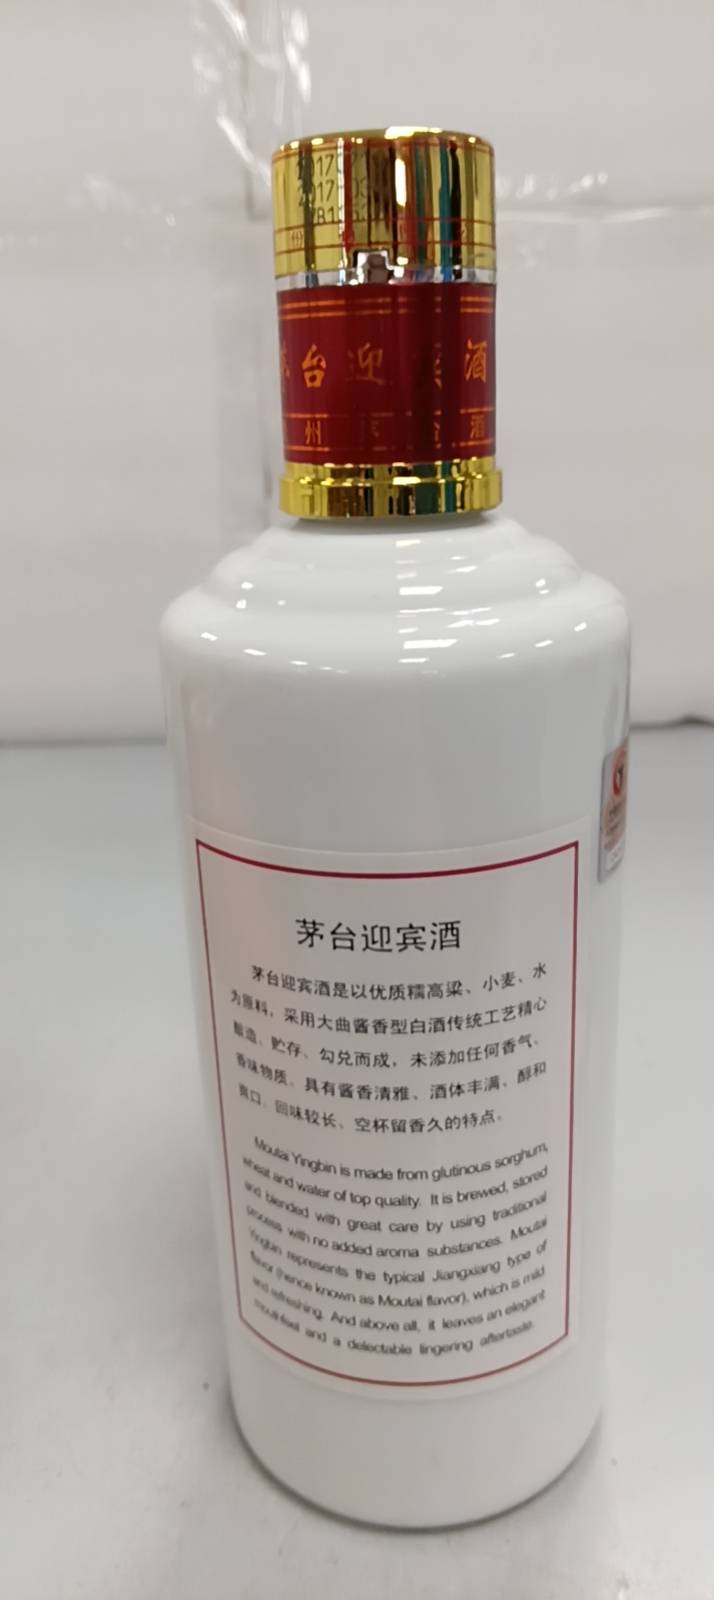 台迎宾酒
州茅台酒
茅台迎宾酒
茅台迎宾酒是以优质糯高粱、小麦、水
为原料，采用大曲酱香型白酒传统工艺精心
酿造、贮存、勾兑而成，未添加任何香气、
香味物质。具有酱香清雅、酒体丰满、醇和
爽口、回味较长、空杯留香久的特点。
Moutai Yingbin is made from glutinous sorghum,
wheat and water of top quality. It is brewed, stored
and blended with great care by using traditional
process with no added aroma substances. Moutai
Yingbin represents the typical Jiangxiang type of
flavor (hence known as Moutai flavor), which is mild
and refreshing. And above all, it leaves an elegant
mouthfeel and a delectable lingering aftertaste.